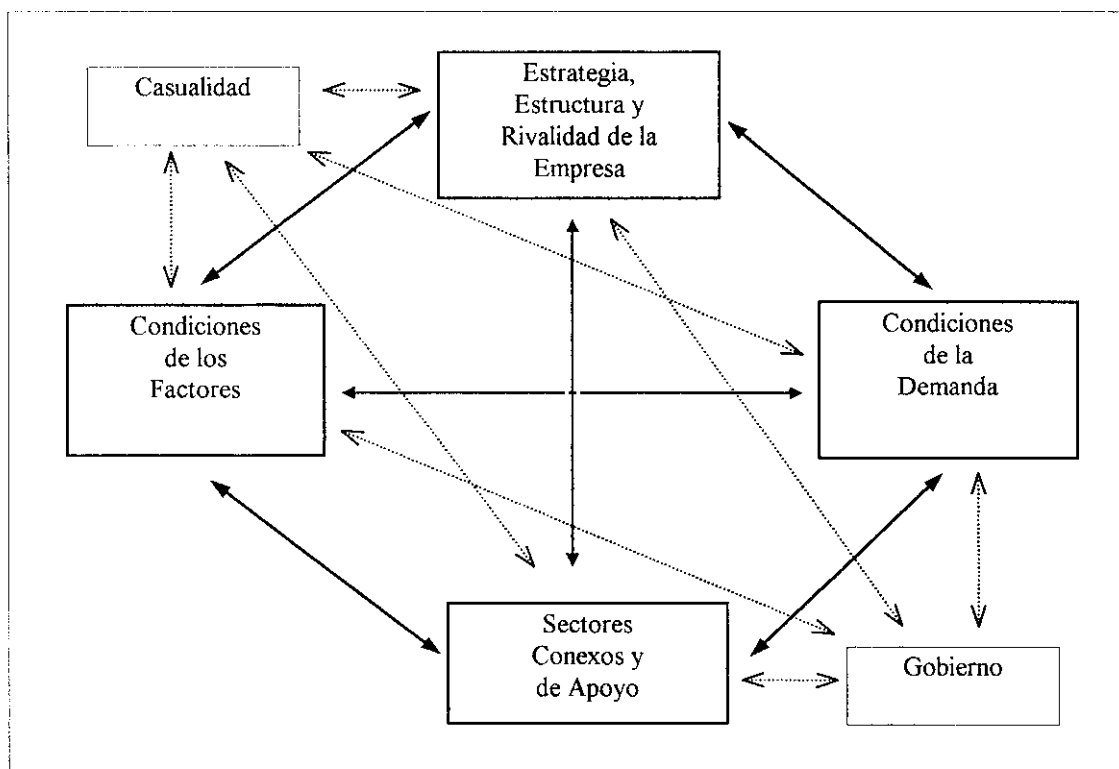 Casualidad
Estrategia,
Estructura y
Rivalidad de la
Empresa
Condiciones
de los
Factores
Condiciones
de la
Demanda
Sectores
Conexos y
de Apoyo
Gobierno